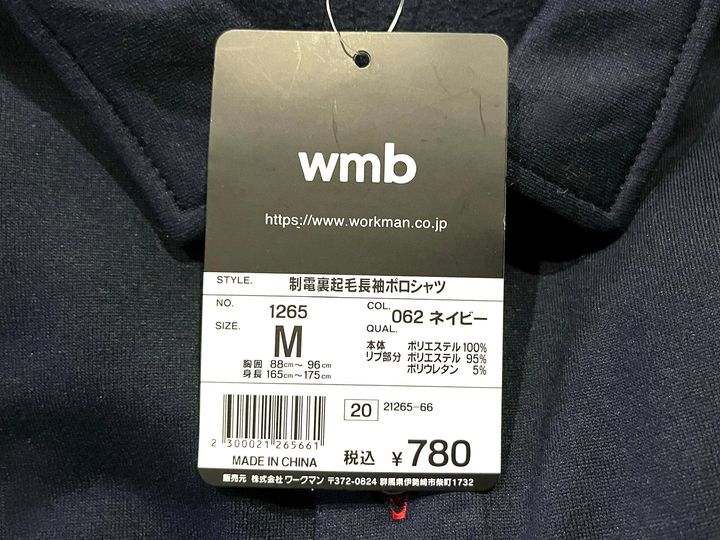 wmb
https://www.workman.co.jp
STYLE. 制電裏起毛長袖ポロシャツ
NO. 1265 COL. 062 ネイビー
SIZE. M QUAL.
本体 ポリエステル100%
リブ部分 ポリエステル 95%
ポリウレタン 5%
胸囲 88cm～ 96cm
身長 165cm～175cm
20 21265-66
2 300021 265661
MADE IN CHINA 税込 ¥780
販売元 株式会社 ワークマン 〒372-0824 群馬県伊勢崎市柴町1732